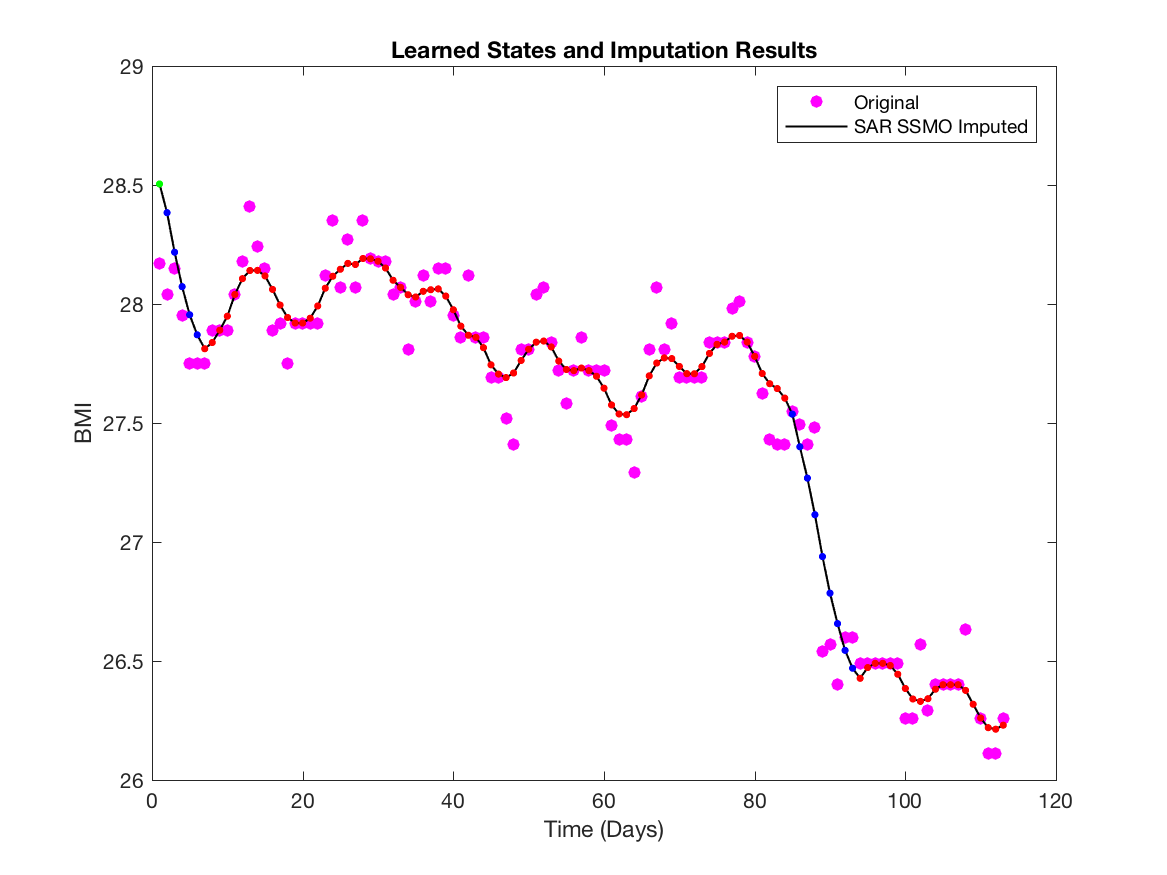 Learned States and Imputation Results
Original
SAR SSMO Imputed
29
28.5
28
27.5
27
26.5
26
BMI
0 20 40 60 80 100 120
Time (Days)